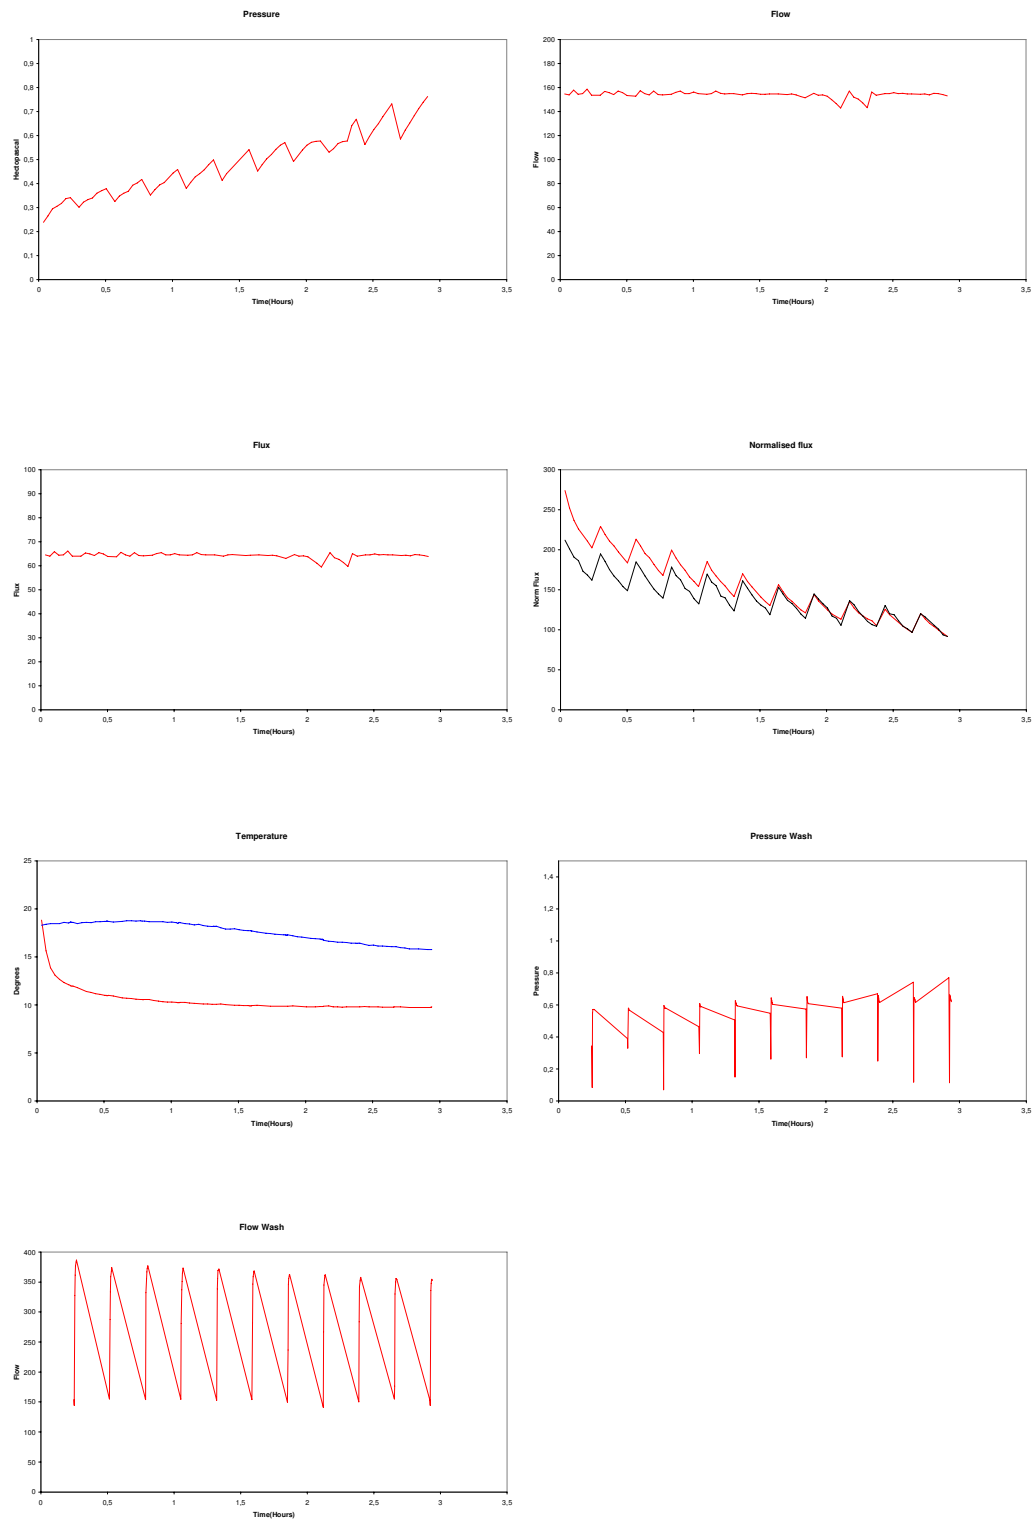 Pressure
1
0,9
0,8
0,7
0,6
0,5
0,4
0,3
0,2
0,1
0
Hectopascal
0 0,5 1 1,5 2 2,5 3 3,5
Time(Hours)
Flow
200
180
160
140
120
100
80
60
40
20
0
Flow
0 0,5 1 1,5 2 2,5 3 3,5
Time(Hours)
Flux
100
90
80
70
60
50
40
30
20
10
0
Flux
0 0,5 1 1,5 2 2,5 3 3,5
Time(Hours)
Normalised flux
300
250
200
150
100
50
0
Norm Flux
0 0,5 1 1,5 2 2,5 3 3,5
Time(Hours)
Temperature
25
20
15
10
5
0
Degrees
0 0,5 1 1,5 2 2,5 3 3,5
Time(Hours)
Pressure Wash
1,4
1,2
1
0,8
0,6
0,4
0,2
0
Pressure
0 0,5 1 1,5 2 2,5 3 3,5
Time(Hours)
Flow Wash
400
350
300
250
200
150
100
50
0
Flow
0 0,5 1 1,5 2 2,5 3 3,5
Time(Hours)